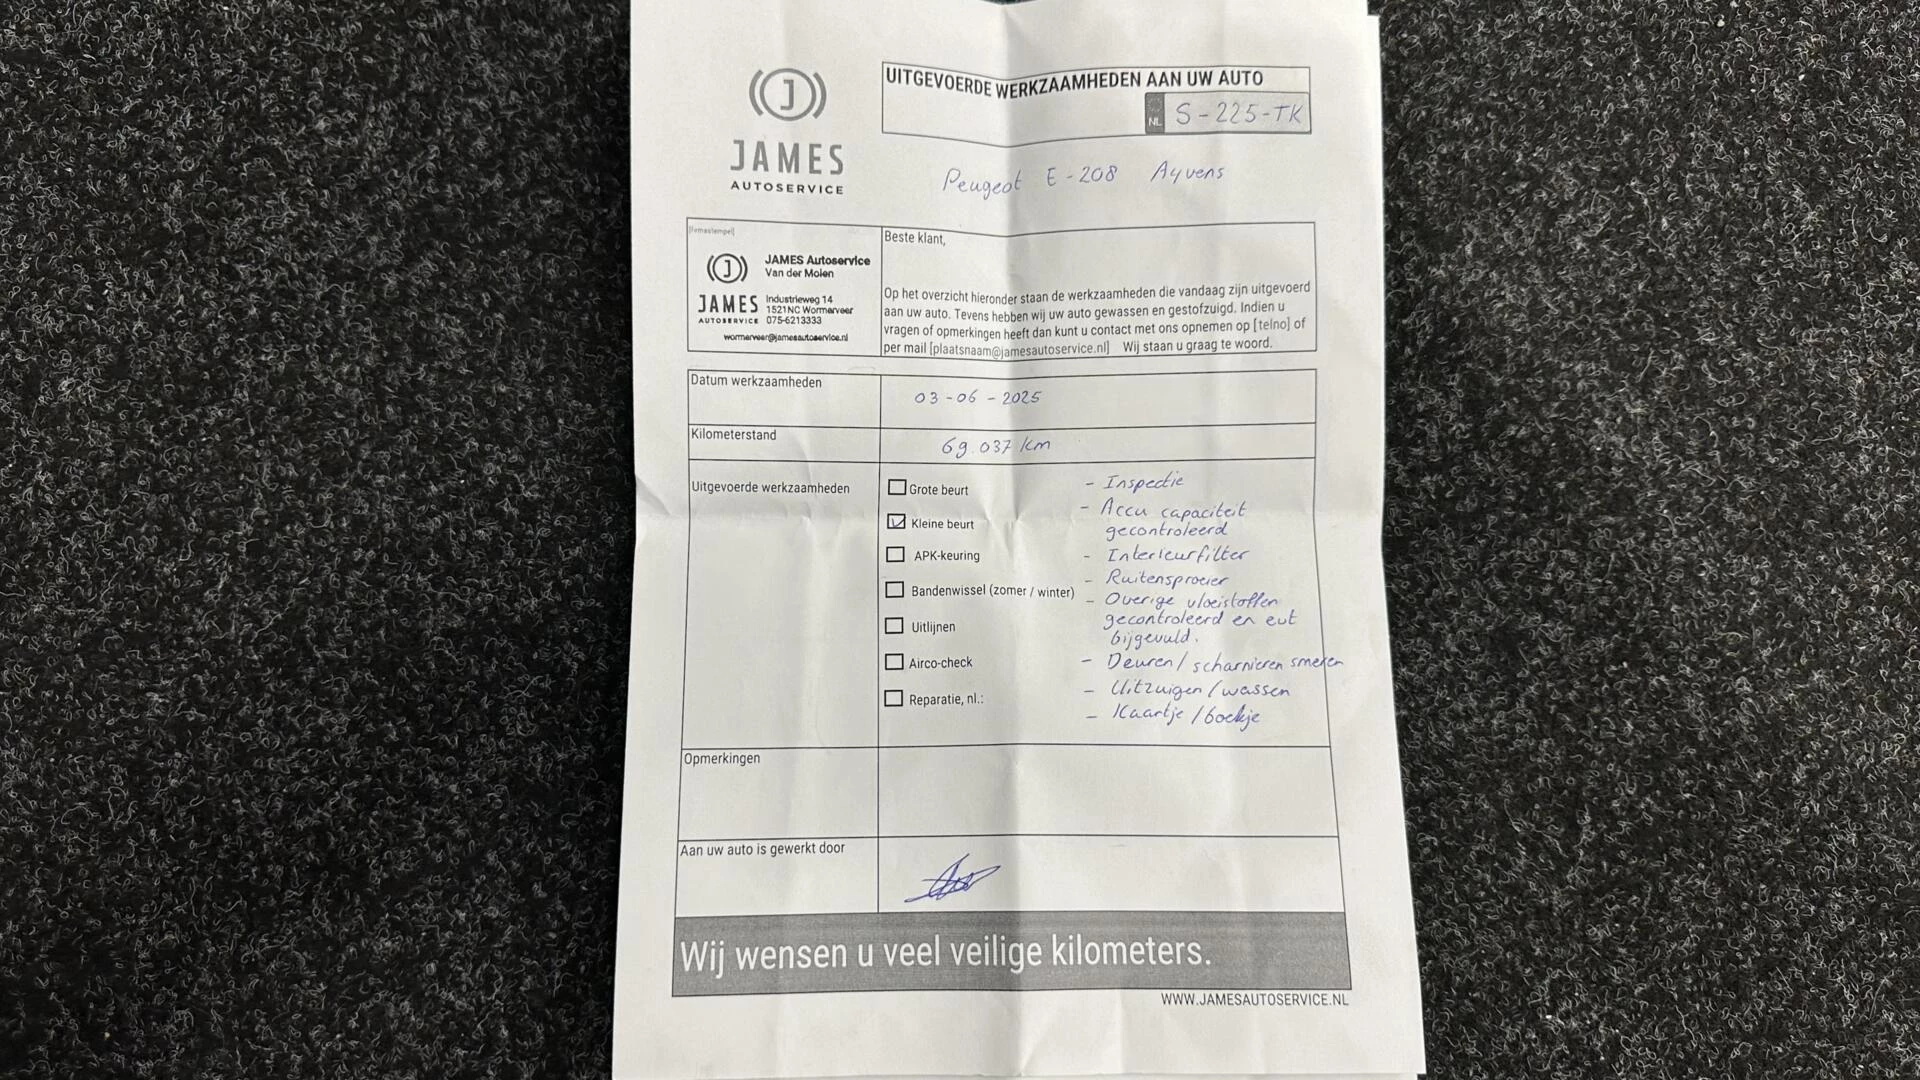 J
JAMES
AUTOSERVICE
UITGEVOERDE WERKZAAMHEDEN AAN UW AUTO
NL S-225-TK
Peugeot E-208 Ayvens
[firmastempel]
J
JAMES
AUTOSERVICE
JAMES Autoservice
Van der Molen
Industrieweg 14
1521NC Wormerveer
075-6213333
wormerveer@jamesautoservice.nl
Beste klant,
Op het overzicht hieronder staan de werkzaamheden die vandaag zijn uitgevoerd
aan uw auto. Tevens hebben wij uw auto gewassen en gestofzuigd. Indien u
vragen of opmerkingen heeft dan kunt u contact met ons opnemen op [telno] of
per mail [plaatsnaam@jamesautoservice.nl] Wij staan u graag te woord.
Datum werkzaamheden
03-06-2025
Kilometerstand
69.037 km
Uitgevoerde werkzaamheden
Grote beurt
Kleine beurt
APK-keuring
Bandenwissel (zomer / winter)
Uitlijnen
Airco-check
Reparatie, nl.:
- Inspectie
- Accu capaciteit
gecontroleerd
- Interieurfilter
- Ruitensproeier
- Overige vloeistoffen
gecontroleerd en evt
bijgevuld.
- Deuren/scharnieren smeren
- Uitzuigen/wassen
- Kaartje/boekje
Opmerkingen
Aan uw auto is gewerkt door
Wij wensen u veel veilige kilometers.
WWW.JAMESAUTOSERVICE.NL